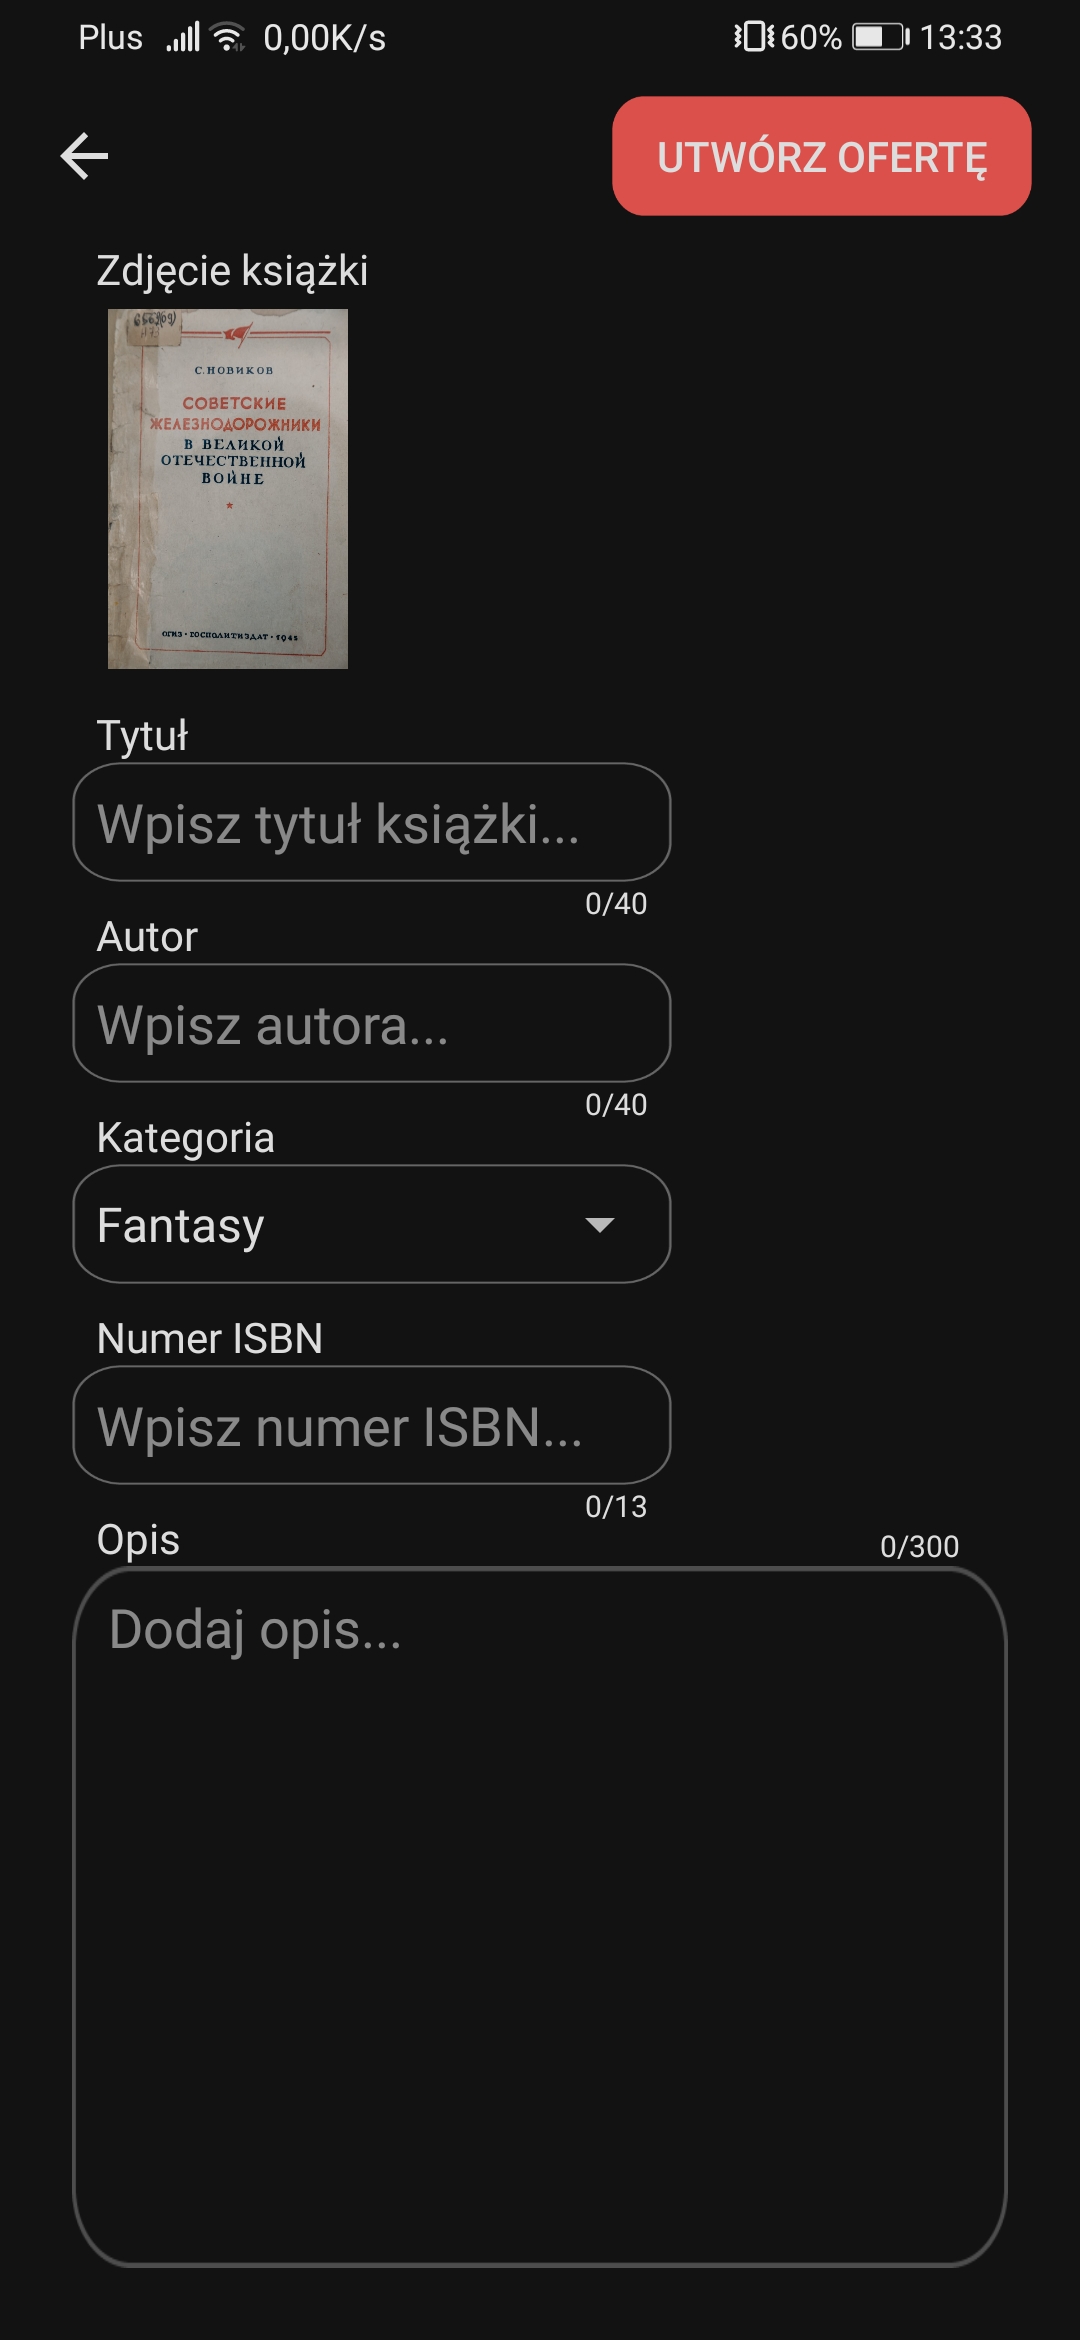 Plus 0,00K/s 60% 13:33
UTWÓRZ OFERTĘ
Zdjęcie książki
С. НОВИКОВ
СОВЕТСКИЕ
ЖЕЛЕЗНОДОРОЖНИКИ
В ВЕЛИКОЙ
ОТЕЧЕСТВЕННОЙ
ВОЙНЕ
ОГИЗ • ГОСПОЛИТИЗДАТ •
Tytuł
Wpisz tytuł książki...
0/40
Autor
Wpisz autora...
0/40
Kategoria
Fantasy
Numer ISBN
Wpisz numer ISBN...
0/13
Opis 0/300
Dodaj opis...